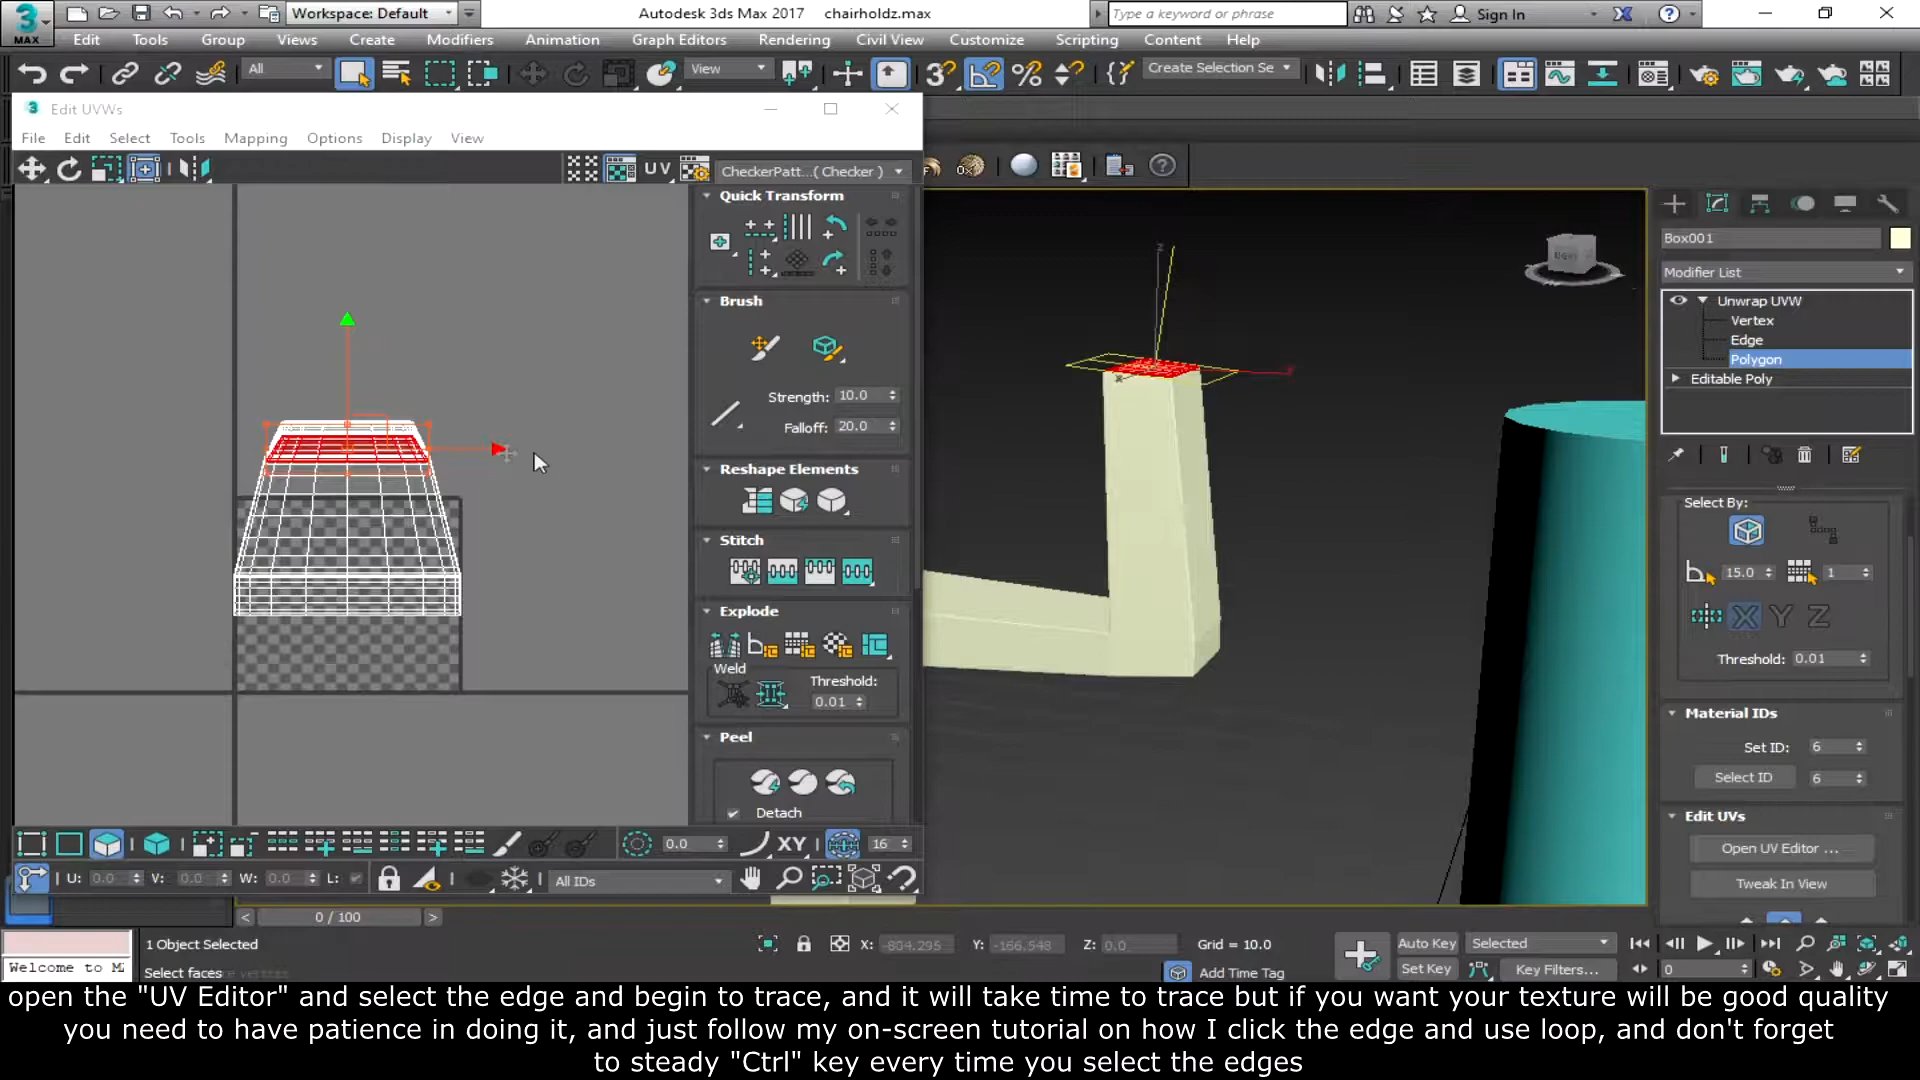 MAX
Workspace: Default
Autodesk 3ds Max 2017 chairholdz.max
Type a keyword or phrase
Sign In
Edit Tools Group Views Create Modifiers Animation Graph Editors Rendering Civil View Customize Scripting Content Help
All
View
Create Selection Se
Edit UVWs
File Edit Select Tools Mapping Options Display View
UV
CheckerPatt...( Checker )
Quick Transform
Brush
Strength: 10.0
Falloff: 20.0
Reshape Elements
Stitch
Explode
Weld
Threshold:
0.01
Peel
Detach
0.0
XY
16
U: 0.0 V: 0.0 W: 0.0 L:
All IDs
Box001
Modifier List
Unwrap UVW
Vertex
Edge
Polygon
Editable Poly
Select By:
15.0
1
X Y Z
Threshold: 0.01
Material IDs
Set ID: 6
Select ID 6
Edit UVs
Open UV Editor ...
Tweak In View
< 0 / 100 >
1 Object Selected
X: -804.295 Y: -166.548 Z: 0.0 Grid = 10.0
Auto Key Selected
Welcome to M
Select faces
Add Time Tag
Set Key Key Filters... 0
open the "UV Editor" and select the edge and begin to trace, and it will take time to trace but if you want your texture will be good quality
you need to have patience in doing it, and just follow my on-screen tutorial on how I click the edge and use loop, and don't forget
to steady "Ctrl" key every time you select the edges